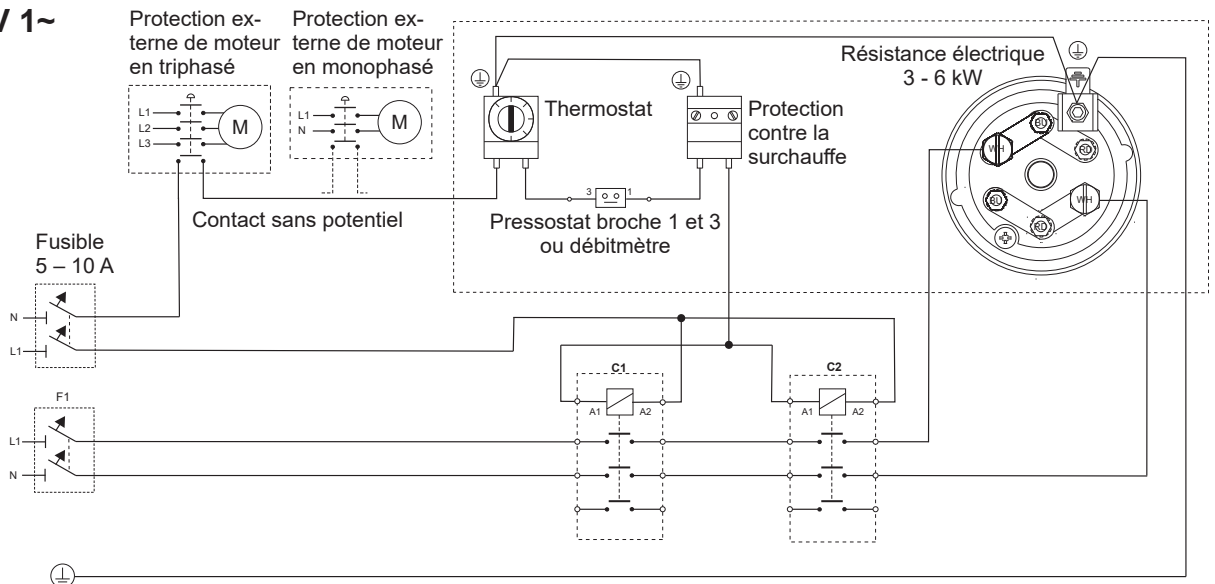 V 1~
Protection ex-
terne de moteur
en triphasé
Protection ex-
terne de moteur
en monophasé
Résistance électrique
3 - 6 kW
L1
L2
L3
M
L1
N
M
Thermostat
Protection
contre la
surchauffe
BU
WH
RD
BU
WH
RD
3
1
Contact sans potentiel
Pressostat broche 1 et 3
ou débitmètre
Fusible
5 – 10 A
N
L1
C1
C2
A1
A2
A1
A2
F1
L1
N